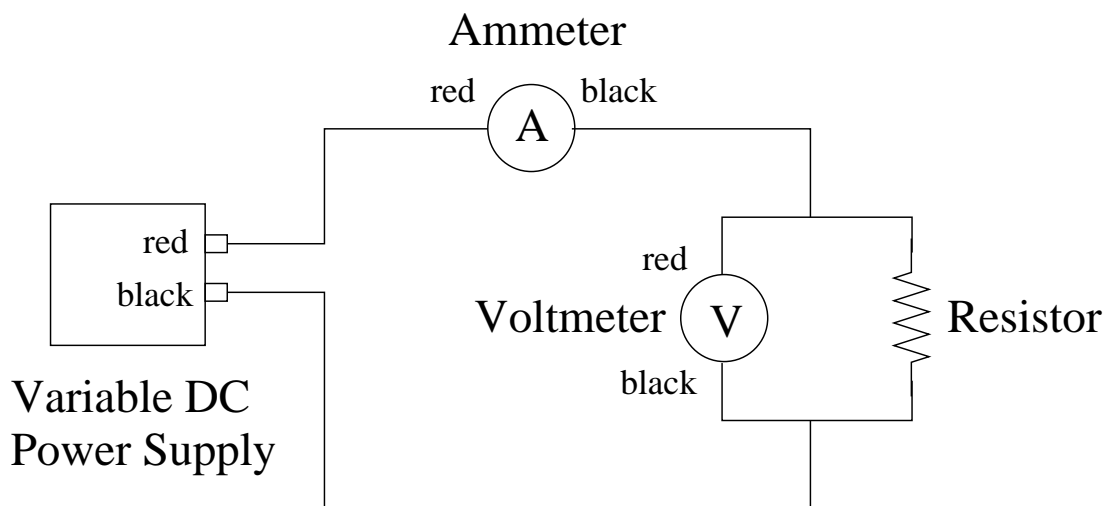 Ammeter
red
black
A
red
black
red
Voltmeter
V
Resistor
black
Variable DC
Power Supply